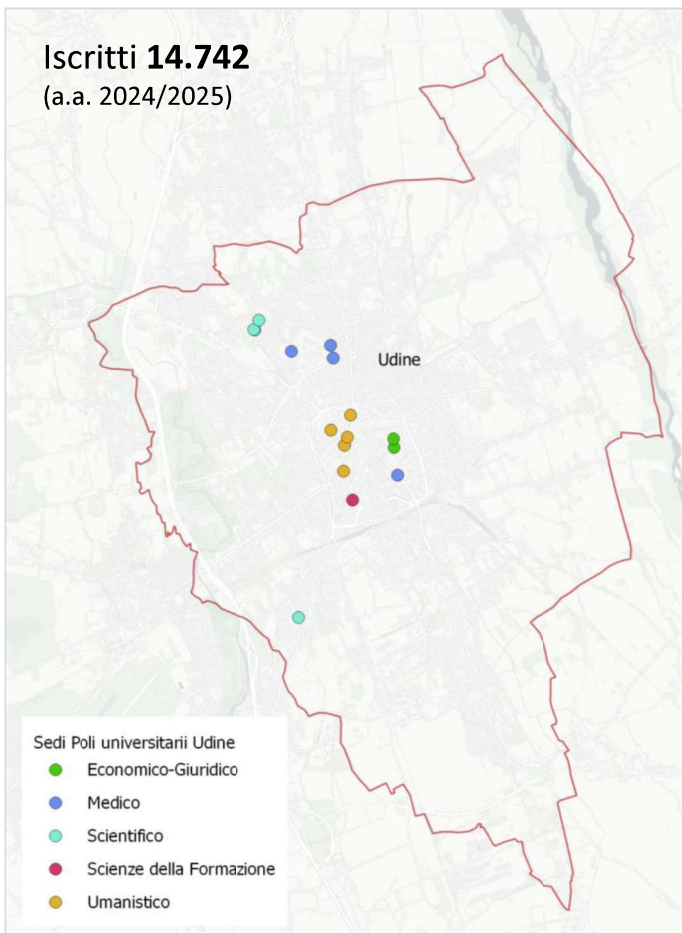 Iscritti 14.742
(a.a. 2024/2025)
Udine
Sedi Poli universitarii Udine
Economico-Giuridico
Medico
Scientifico
Scienze della Formazione
Umanistico